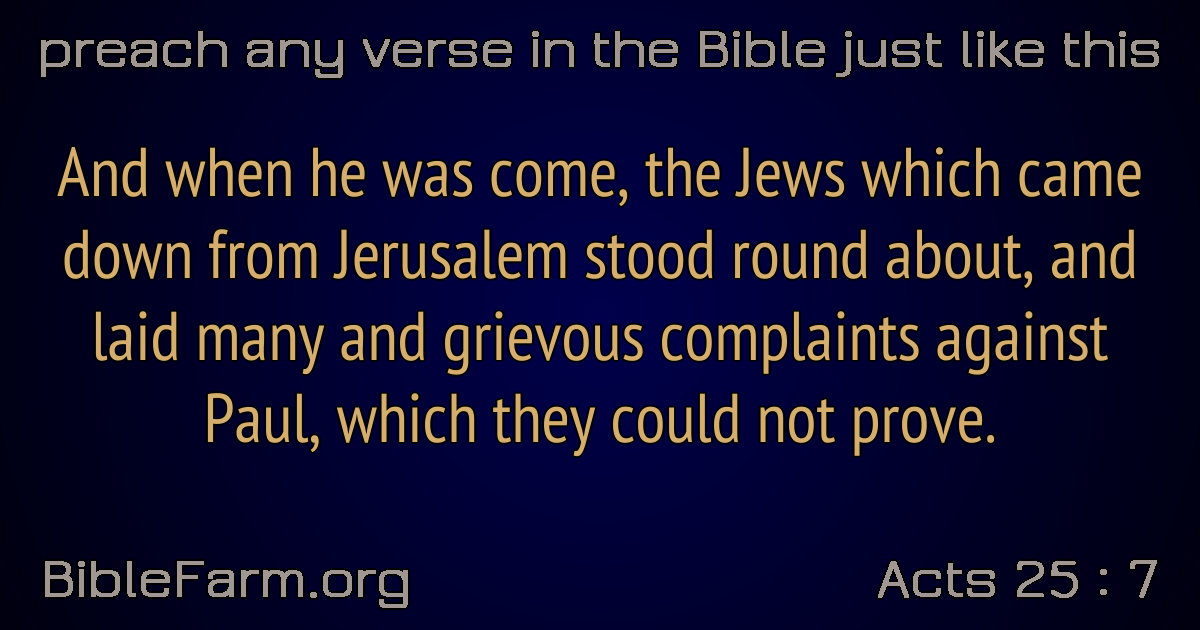 preach any verse in the Bible just like this
And when he was come, the Jews which came
down from Jerusalem stood round about, and
laid many and grievous complaints against
Paul, which they could not prove.
BibleFarm.org
Acts 25 : 7